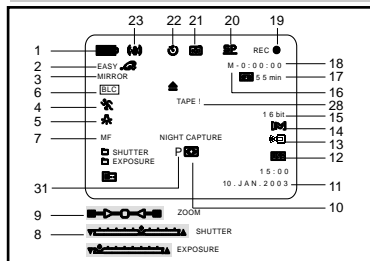 23 22 21 20 19
1 SP REC
2 EASY M-0:00:00 18
3 MIRROR 55 min 17
6 BLC 16
4 TAPE ! 28
5 16 bit 15
14
7 MF NIGHT CAPTURE 13
SHUTTER P 12
EXPOSURE
15:00
31 10.JAN.2003 11
10
9 ZOOM
8 SHUTTER
EXPOSURE